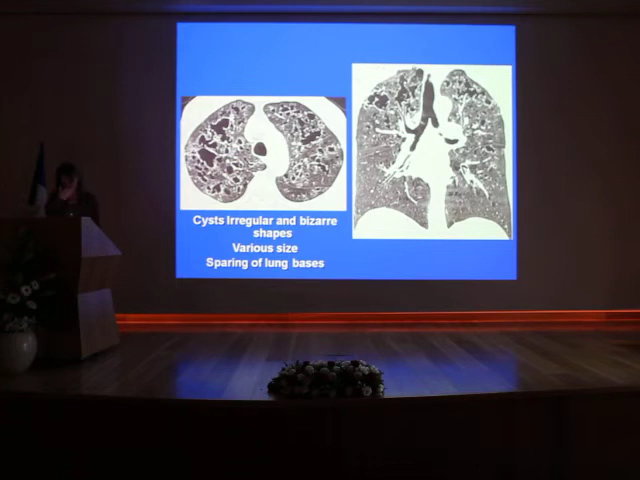 Cysts Irregular and bizarre
shapes
Various size
Sparing of lung bases